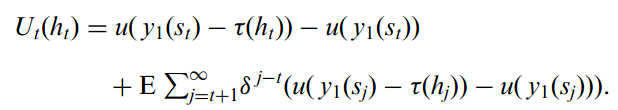 U_t(h_t) = u(y_1(s_t) − τ(h_t)) − u(y_1(s_t))
+ E ∑_{j=t+1}^{∞} δ^{j−t}(u(y_1(s_j) − τ(h_j)) − u(y_1(s_j))).